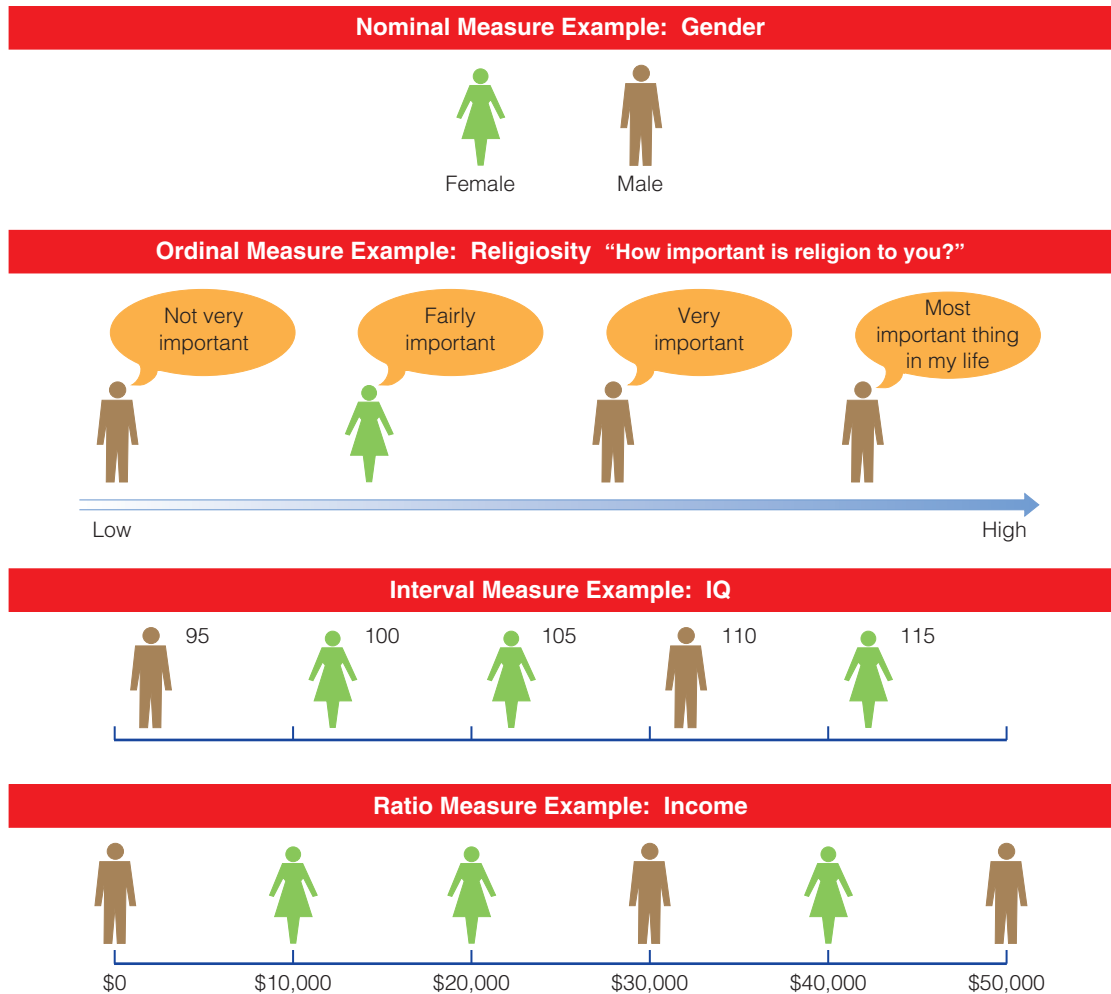 Nominal Measure Example: Gender
Female
Male
Ordinal Measure Example: Religiosity “How important is religion to you?”
Not very
important
Fairly
important
Very
important
Most
important thing
in my life
Low
High
Interval Measure Example: IQ
95
100
105
110
115
Ratio Measure Example: Income
$0
$10,000
$20,000
$30,000
$40,000
$50,000